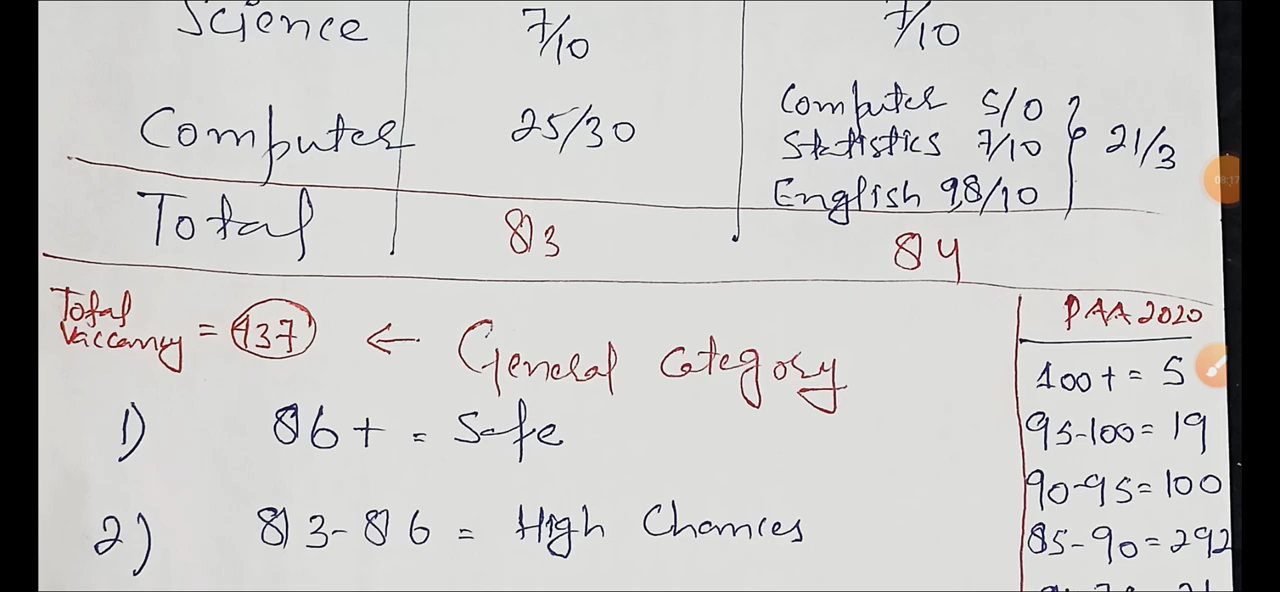 Science 7/10 7/10
Computer 25/30 Computer 5/0
Statistics 7/10 21/3
English 9,8/10
Total 83 84
Total
Vaccancy = 437 ← General Category
1) 86+ = Safe
2) 83-86 = High Chances
PAA 2020
100+ = 5
95-100= 19
90-95= 100
85-90=292
08:17